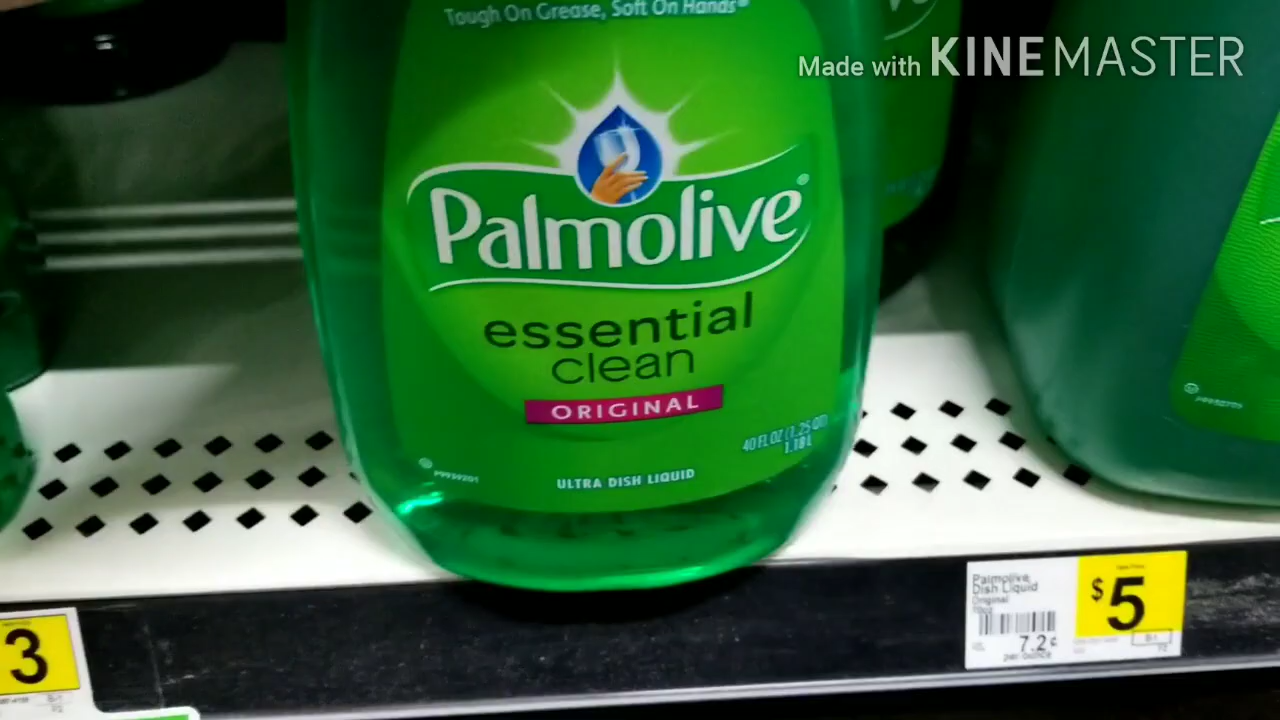 Tough On Grease, Soft On Hands®
Made with KINEMASTER
Palmolive®
essential
clean
ORIGINAL
40 FL OZ (1.25 QT)
1.18 L
ULTRA DISH LIQUID
P9939201
Palmolive
Dish Liquid
Original
7.2¢
per ounce
$5
3